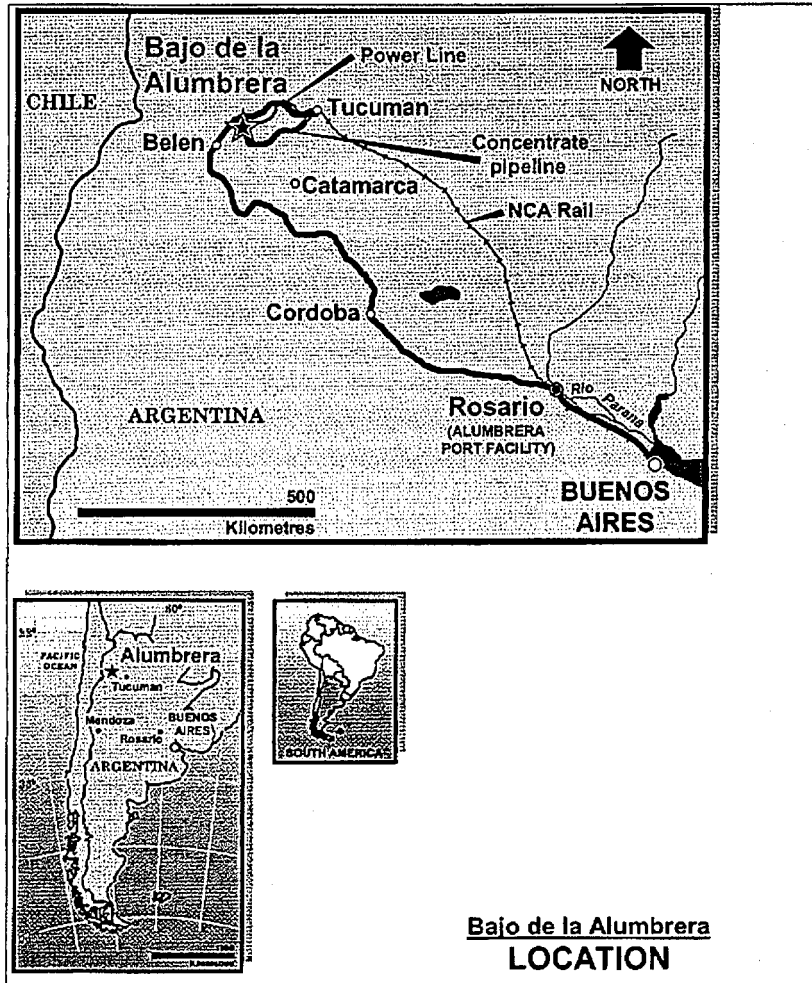 Bajo de la
Alumbrera
Power Line
NORTH
CHILE
Tucuman
Belen
Concentrate
pipeline
Catamarca
NCA Rail
Cordoba
Rio
Parana
Rosario
(ALUMBRERA
PORT FACILITY)
ARGENTINA
500
Kilometres
BUENOS
AIRES
60°
PACIFIC
OCEAN
Alumbrera
Tucuman
Mendoza
BUENOS
AIRES
Rosario
ARGENTINA
SOUTH AMERICA
Bajo de la Alumbrera
LOCATION